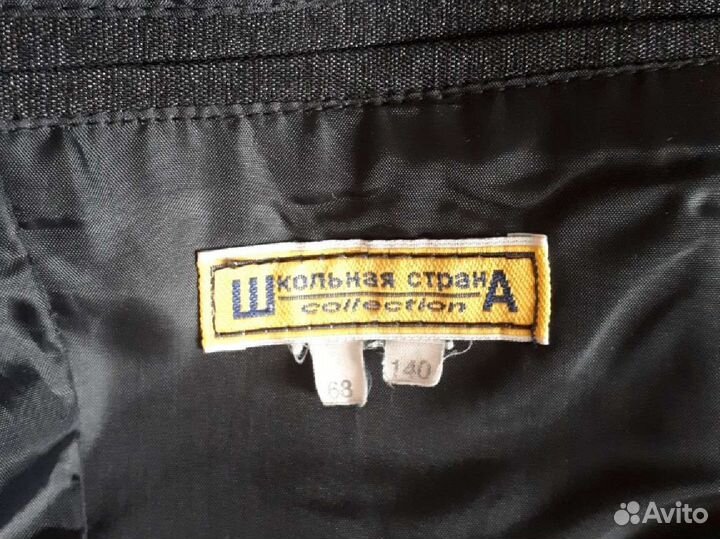 Школьная странА
collection
68 140
Avito